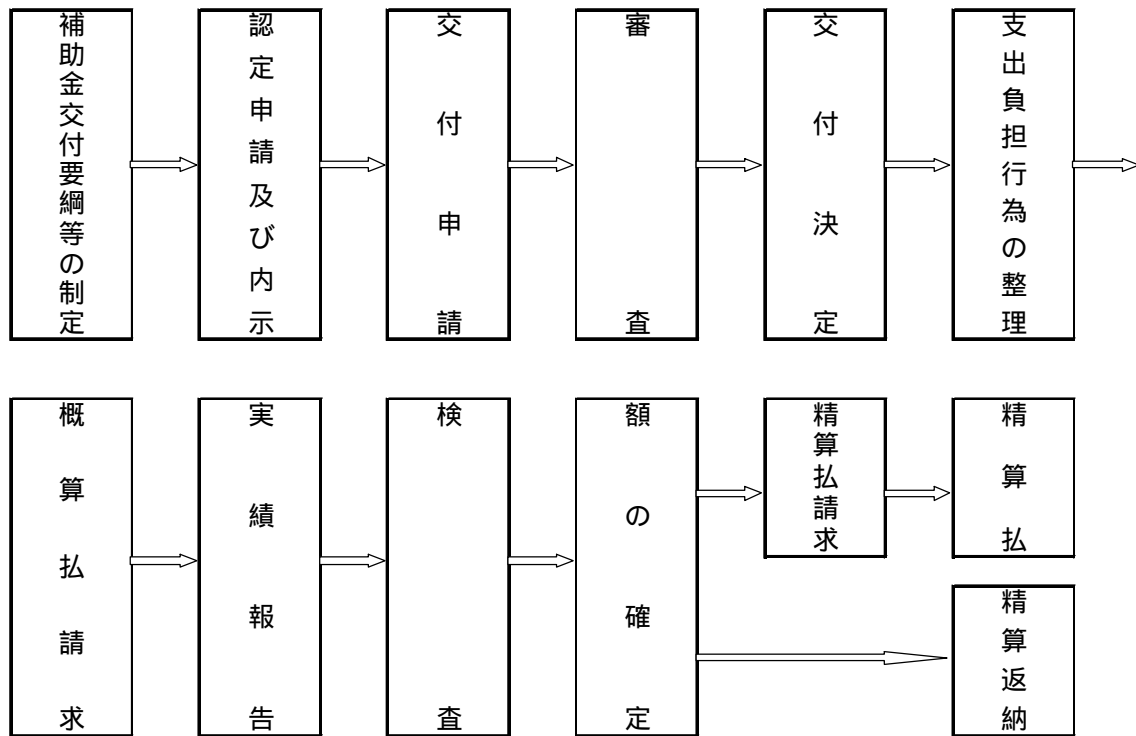 補助金交付要綱等の制定
認定申請及び内示
交付申請
審査
交付決定
支出負担行為の整理
概算払請求
実績報告
検査
額の確定
精算払請求
精算払
精算返納